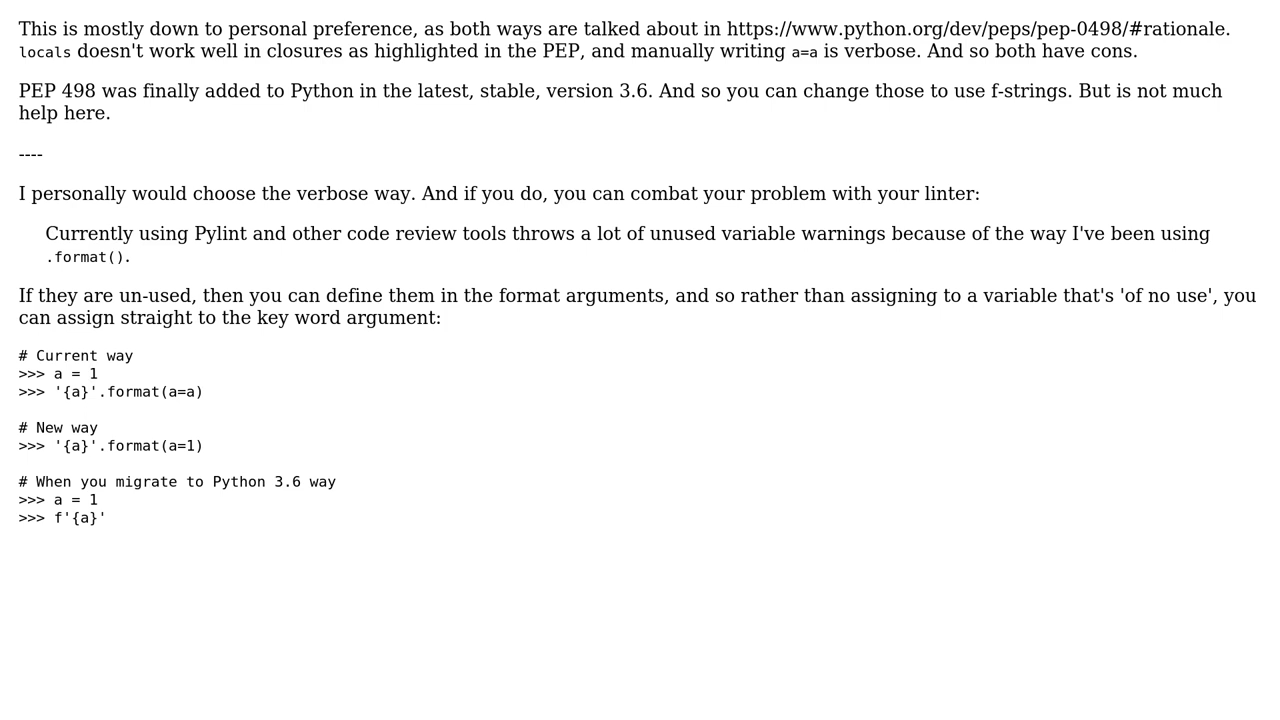 This is mostly down to personal preference, as both ways are talked about in https://www.python.org/dev/peps/pep-0498/#rationale.
locals doesn't work well in closures as highlighted in the PEP, and manually writing a=a is verbose. And so both have cons.
PEP 498 was finally added to Python in the latest, stable, version 3.6. And so you can change those to use f-strings. But is not much
help here.
----
I personally would choose the verbose way. And if you do, you can combat your problem with your linter:
Currently using Pylint and other code review tools throws a lot of unused variable warnings because of the way I've been using
.format().
If they are un-used, then you can define them in the format arguments, and so rather than assigning to a variable that's 'of no use', you
can assign straight to the key word argument:
# Current way
>>> a = 1
>>> '{a}'.format(a=a)
# New way
>>> '{a}'.format(a=1)
# When you migrate to Python 3.6 way
>>> a = 1
>>> f'{a}'